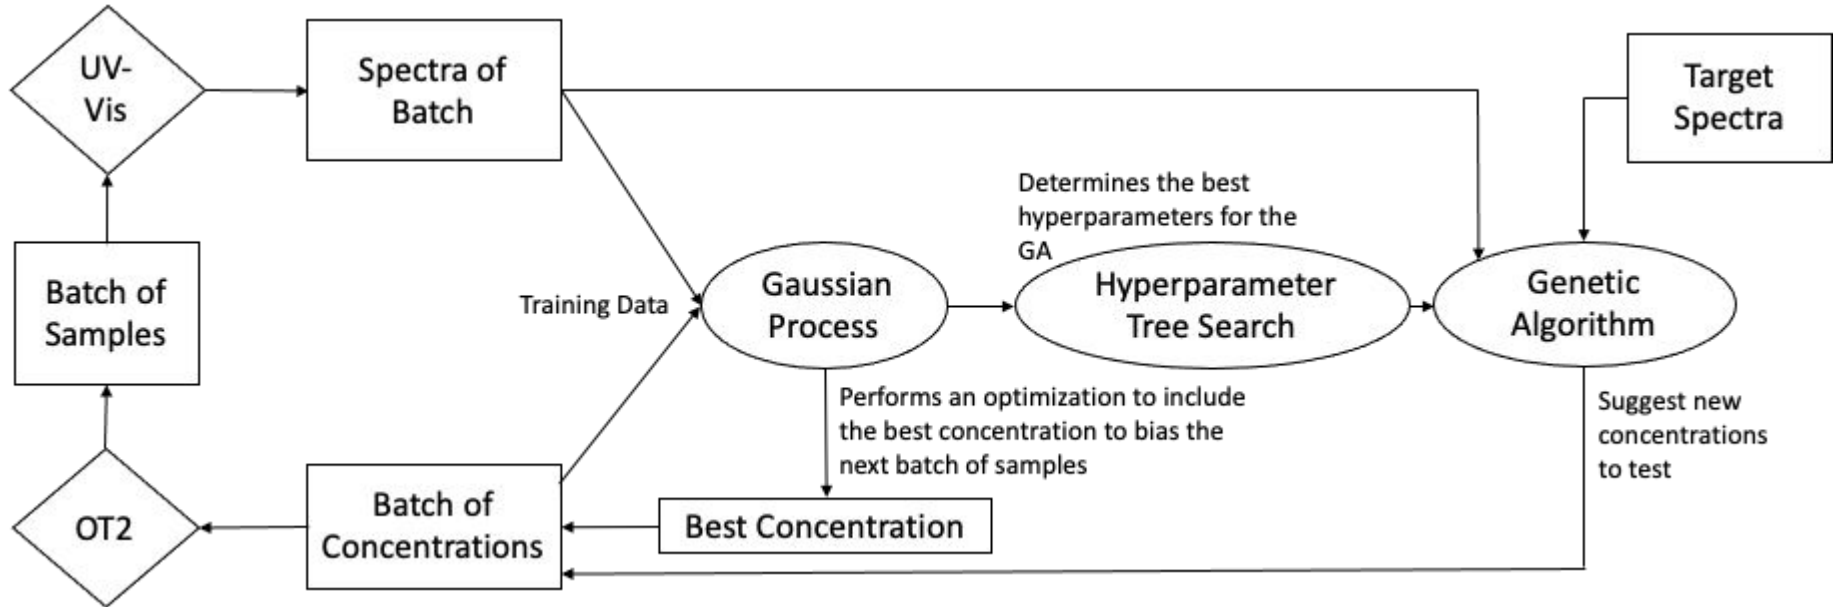 UV-
Vis
Spectra of
Batch
Target
Spectra
Determines the best
hyperparameters for the
GA
Batch of
Samples
Training Data
Gaussian
Process
Hyperparameter
Tree Search
Genetic
Algorithm
Performs an optimization to include
the best concentration to bias the
next batch of samples
Suggest new
concentrations
to test
OT2
Batch of
Concentrations
Best Concentration